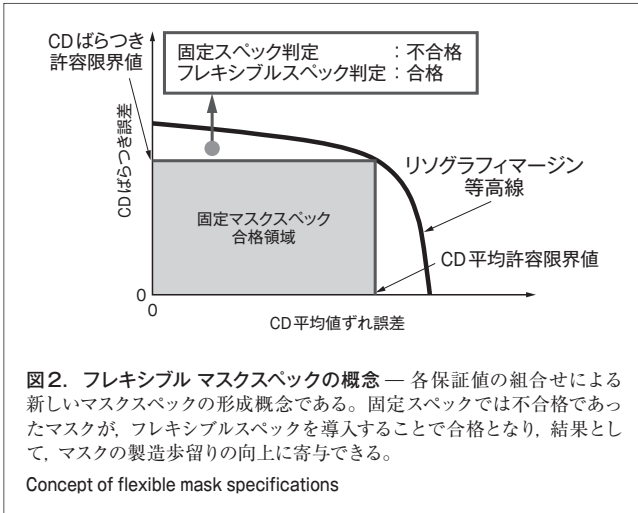 CDばらつき
許容限界値
固定スペック判定　　　：不合格
フレキシブルスペック判定：合格
CDばらつき誤差
リソグラフィマージン
等高線
固定マスクスペック
合格領域
CD平均許容限界値
0
0
CD平均値ずれ誤差
図2．フレキシブル マスクスペックの概念 — 各保証値の組合せによる
新しいマスクスペックの形成概念である。固定スペックでは不合格であっ
たマスクが，フレキシブルスペックを導入することで合格となり，結果とし
て，マスクの製造歩留りの向上に寄与できる。
Concept of flexible mask specifications